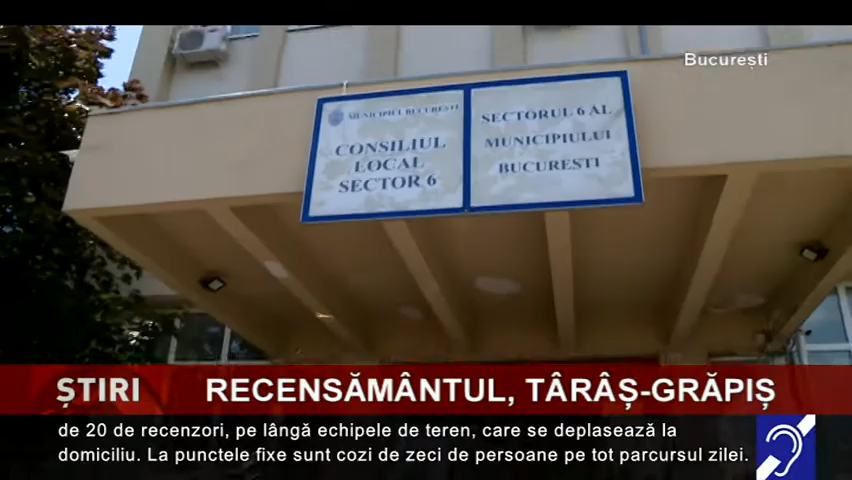 București
MUNICIPIUL BUCUREȘTI
CONSILIUL
LOCAL
SECTOR 6
SECTORUL 6 AL
MUNICIPIULUI
BUCURESTI
ȘTIRI
RECENSĂMÂNTUL, TÂRÂȘ-GRĂPIȘ
de 20 de recenzori, pe lângă echipele de teren, care se deplasează la
domiciliu. La punctele fixe sunt cozi de zeci de persoane pe tot parcursul zilei.